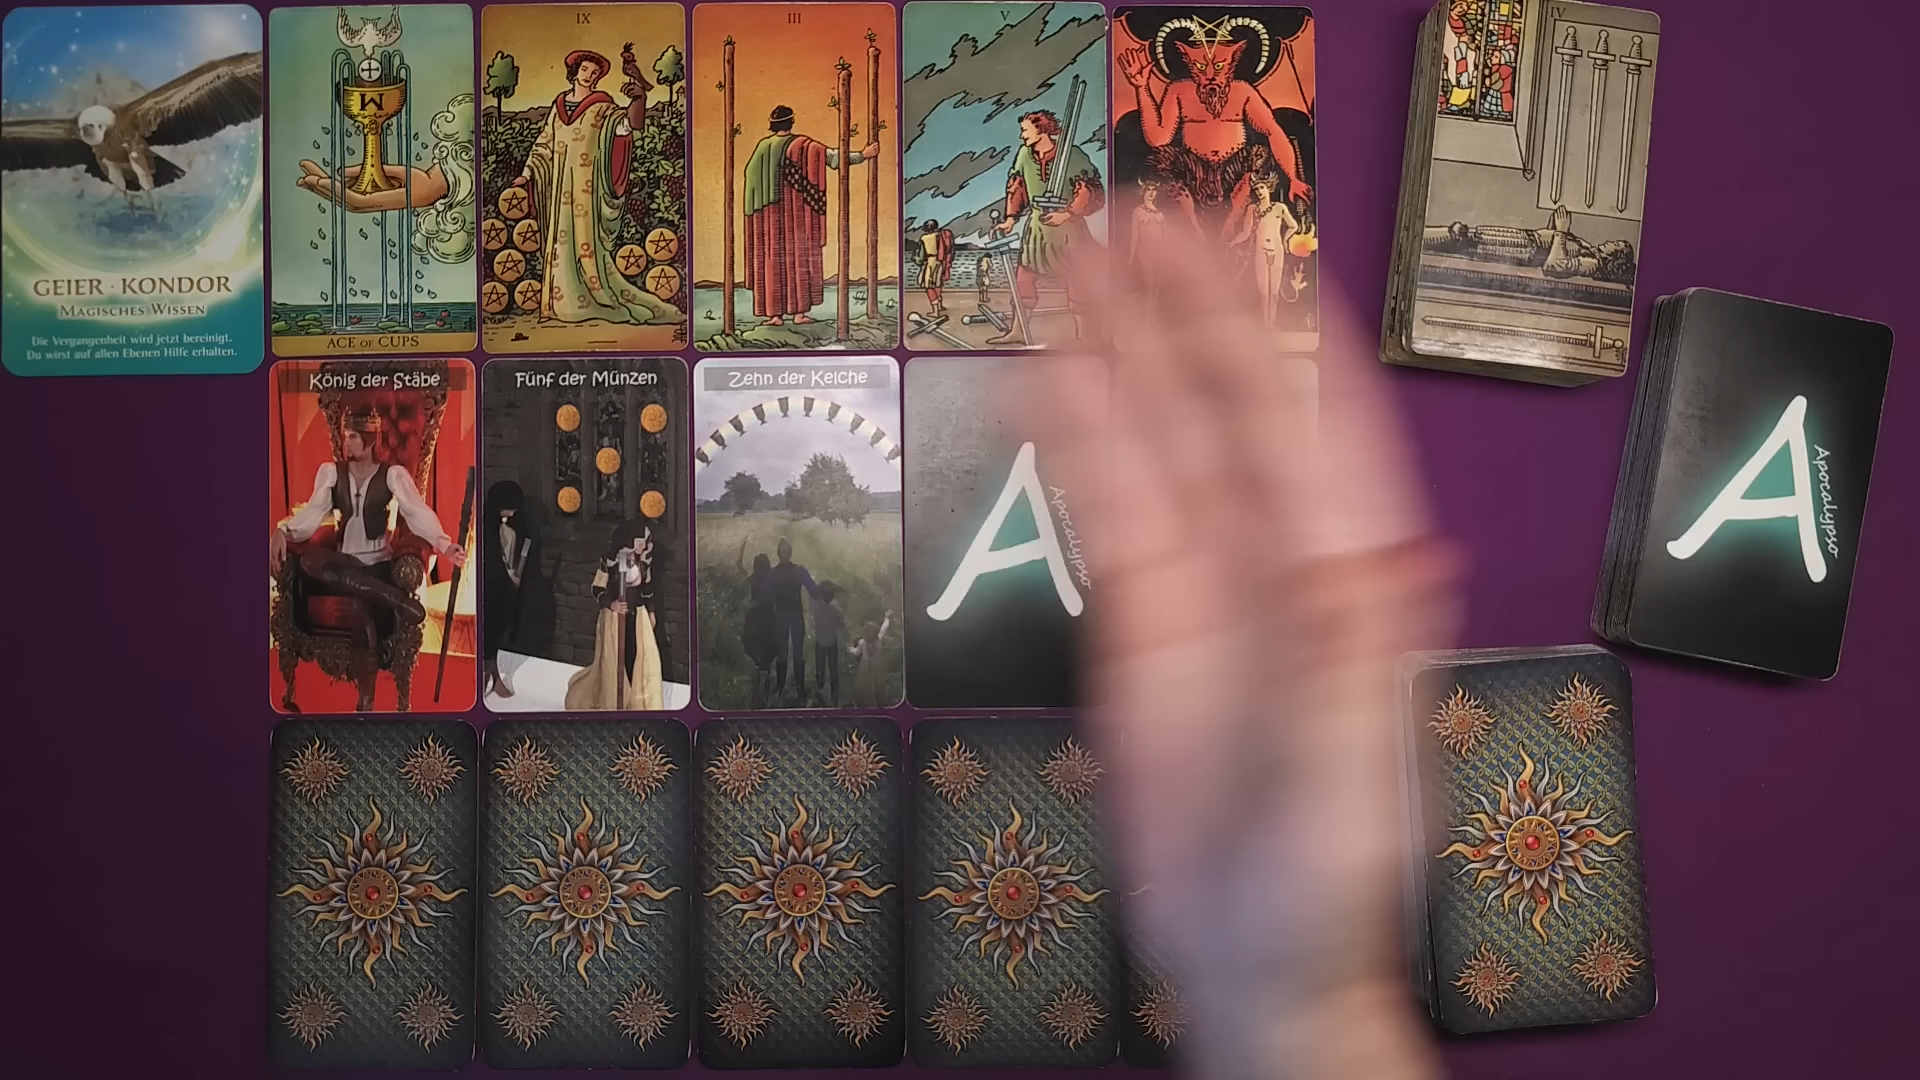 GEIER · KONDOR
MAGISCHES WISSEN
Die Vergangenheit wird jetzt bereinigt.
Du wirst auf allen Ebenen Hilfe erhalten.
ACE OF CUPS
IX
III
V
IV
König der Stäbe
Fünf der Münzen
Zehn der Kelche
A
Apocalypso
A
Apocalypso